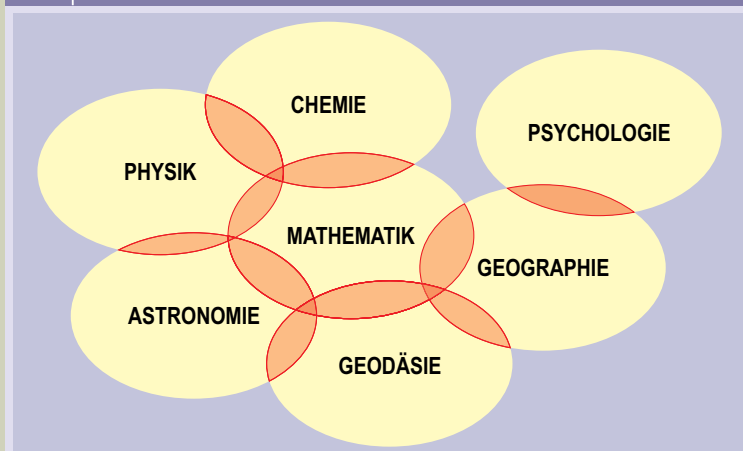 CHEMIE
PSYCHOLOGIE
PHYSIK
MATHEMATIK
GEOGRAPHIE
ASTRONOMIE
GEODÄSIE